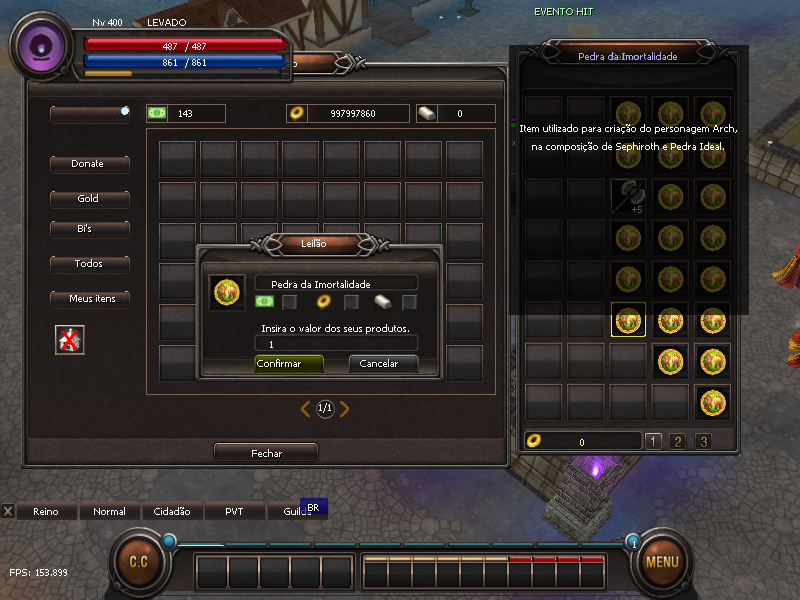 Nv 400 LEVADO
EVENTO HIT
487 / 487
861 / 861
Pedra da Imortalidade
143
997997860
0
Item utilizado para criação do personagem Arch,
na composição de Sephiroth e Pedra Ideal.
Donate
Gold
Bi's
Todos
Meus itens
+5
Leilão
Pedra da Imortalidade
Insira o valor dos seus produtos.
1
Confirmar
Cancelar
1/1
Fechar
0
1 2 3
Reino
Normal
Cidadão
PVT
Guild
BR
C.C
1
MENU
FPS: 153.899